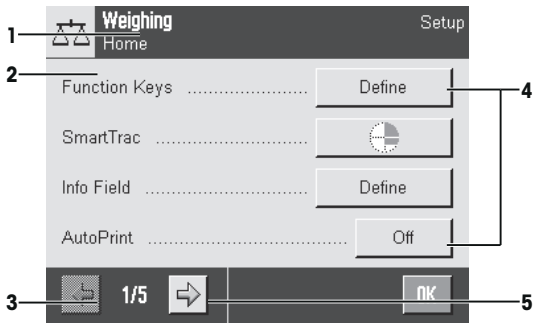 Weighing
Setup
1
Home
2
Function Keys ........................ Define
4
SmartTrac ..............................
Info Field ................................ Define
AutoPrint ....................................... Off
3
1/5
OK
5